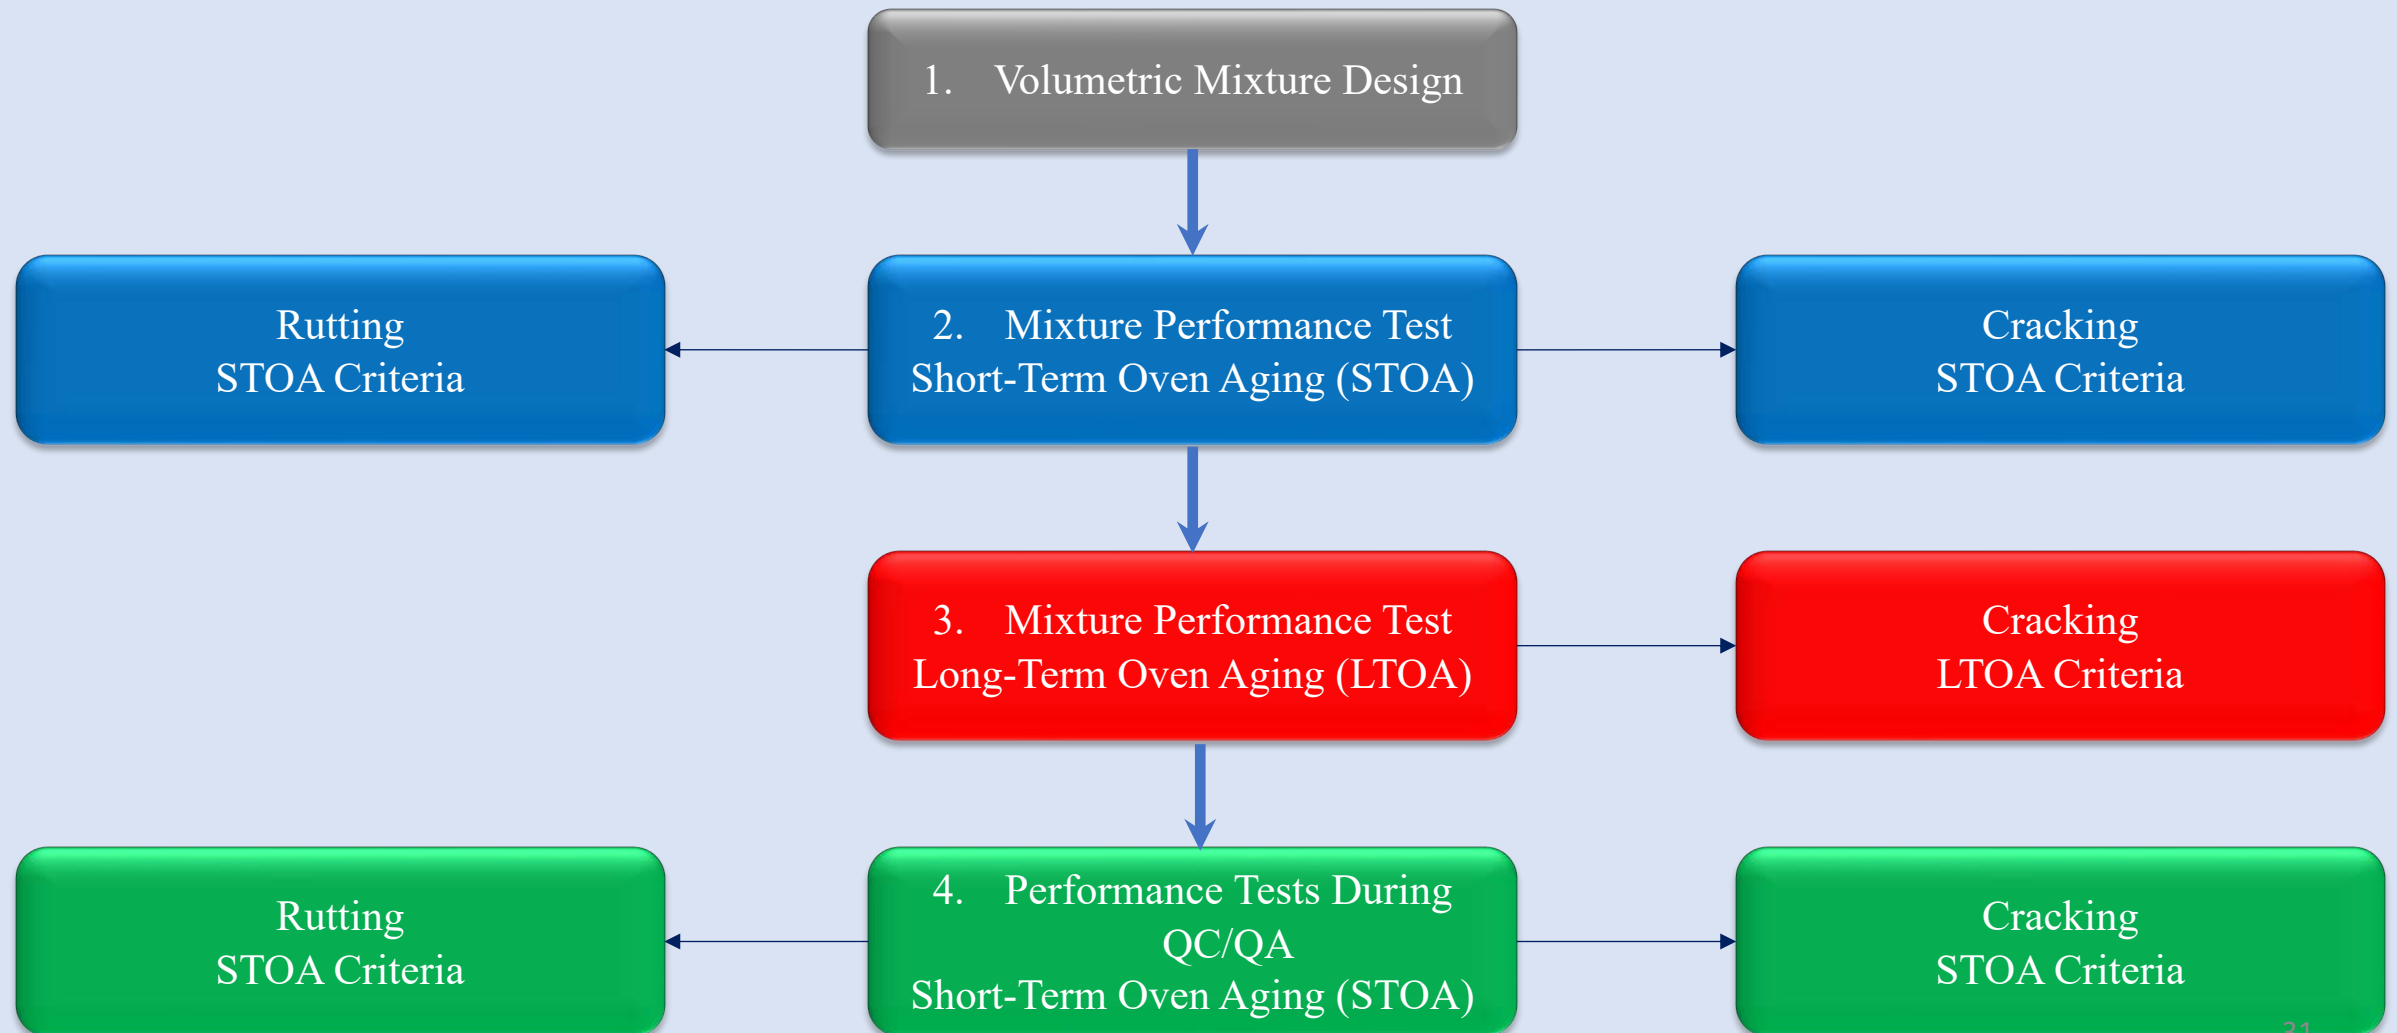 1. Volumetric Mixture Design
Rutting
STOA Criteria
2. Mixture Performance Test
Short-Term Oven Aging (STOA)
Cracking
STOA Criteria
3. Mixture Performance Test
Long-Term Oven Aging (LTOA)
Cracking
LTOA Criteria
Rutting
STOA Criteria
4. Performance Tests During
QC/QA
Short-Term Oven Aging (STOA)
Cracking
STOA Criteria
31